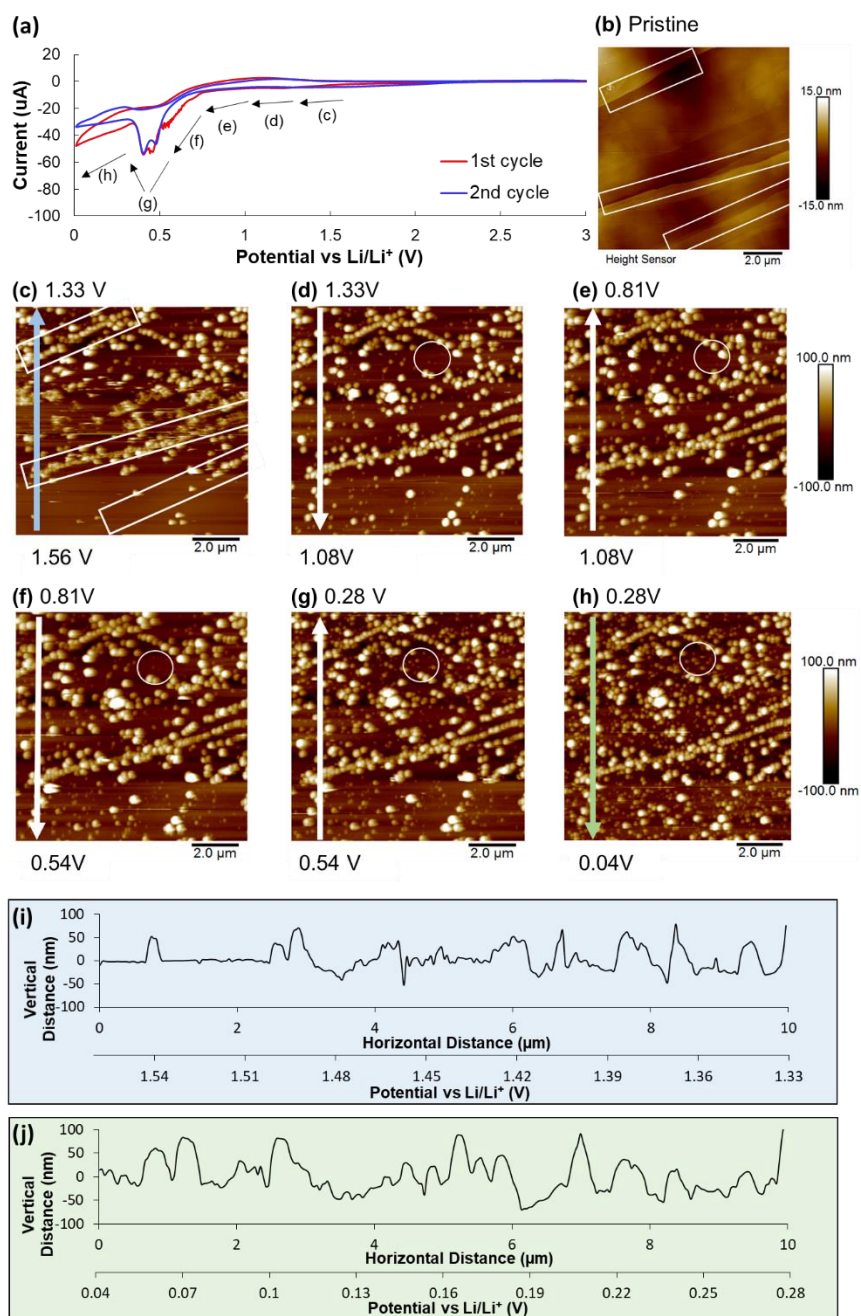 (a)
20
0
-20
-40
-60
-80
-100
Current (uA)
(h)
(g)
(f)
(e)
(d)
(c)
1st cycle
2nd cycle
0 0.5 1 1.5 2 2.5 3
Potential vs Li/Li⁺ (V)
(b) Pristine
15.0 nm
-15.0 nm
Height Sensor
2.0 µm
(c) 1.33V
1.56 V
2.0 µm
(d) 1.33V
1.08V
2.0 µm
(e) 0.81V
1.08V
2.0 µm
100.0 nm
-100.0 nm
(f) 0.81V
0.54V
2.0 µm
(g) 0.28 V
0.54 V
2.0 µm
(h) 0.28V
0.04V
2.0 µm
100.0 nm
-100.0 nm
(i)
Vertical
Distance (nm)
100
50
0
-50
-100
0 2 4 6 8 10
Horizontal Distance (µm)
1.54 1.51 1.48 1.45 1.42 1.39 1.36 1.33
Potential vs Li/Li⁺ (V)
(j)
Vertical
Distance (nm)
100
50
0
-50
-100
0 2 4 6 8 10
Horizontal Distance (µm)
0.04 0.07 0.1 0.13 0.16 0.19 0.22 0.25 0.28
Potential vs Li/Li⁺ (V)